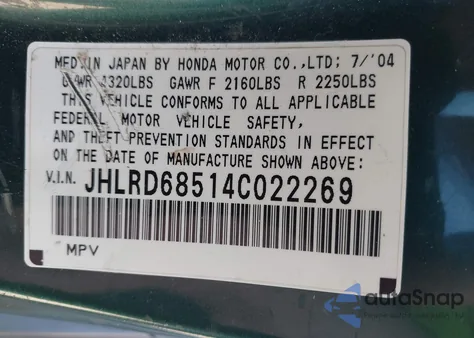 MFD. IN JAPAN BY HONDA MOTOR CO.,LTD; 7/'04
GVWR 4320LBS GAWR F 2160LBS R 2250LBS
THIS VEHICLE CONFORMS TO ALL APPLICABLE
FEDERAL MOTOR VEHICLE SAFETY,
AND THEFT PREVENTION STANDARDS IN EFFECT
ON THE DATE OF MANUFACTURE SHOWN ABOVE.
V.I.N. JHLRD68514C022269
MPV
autoSnap